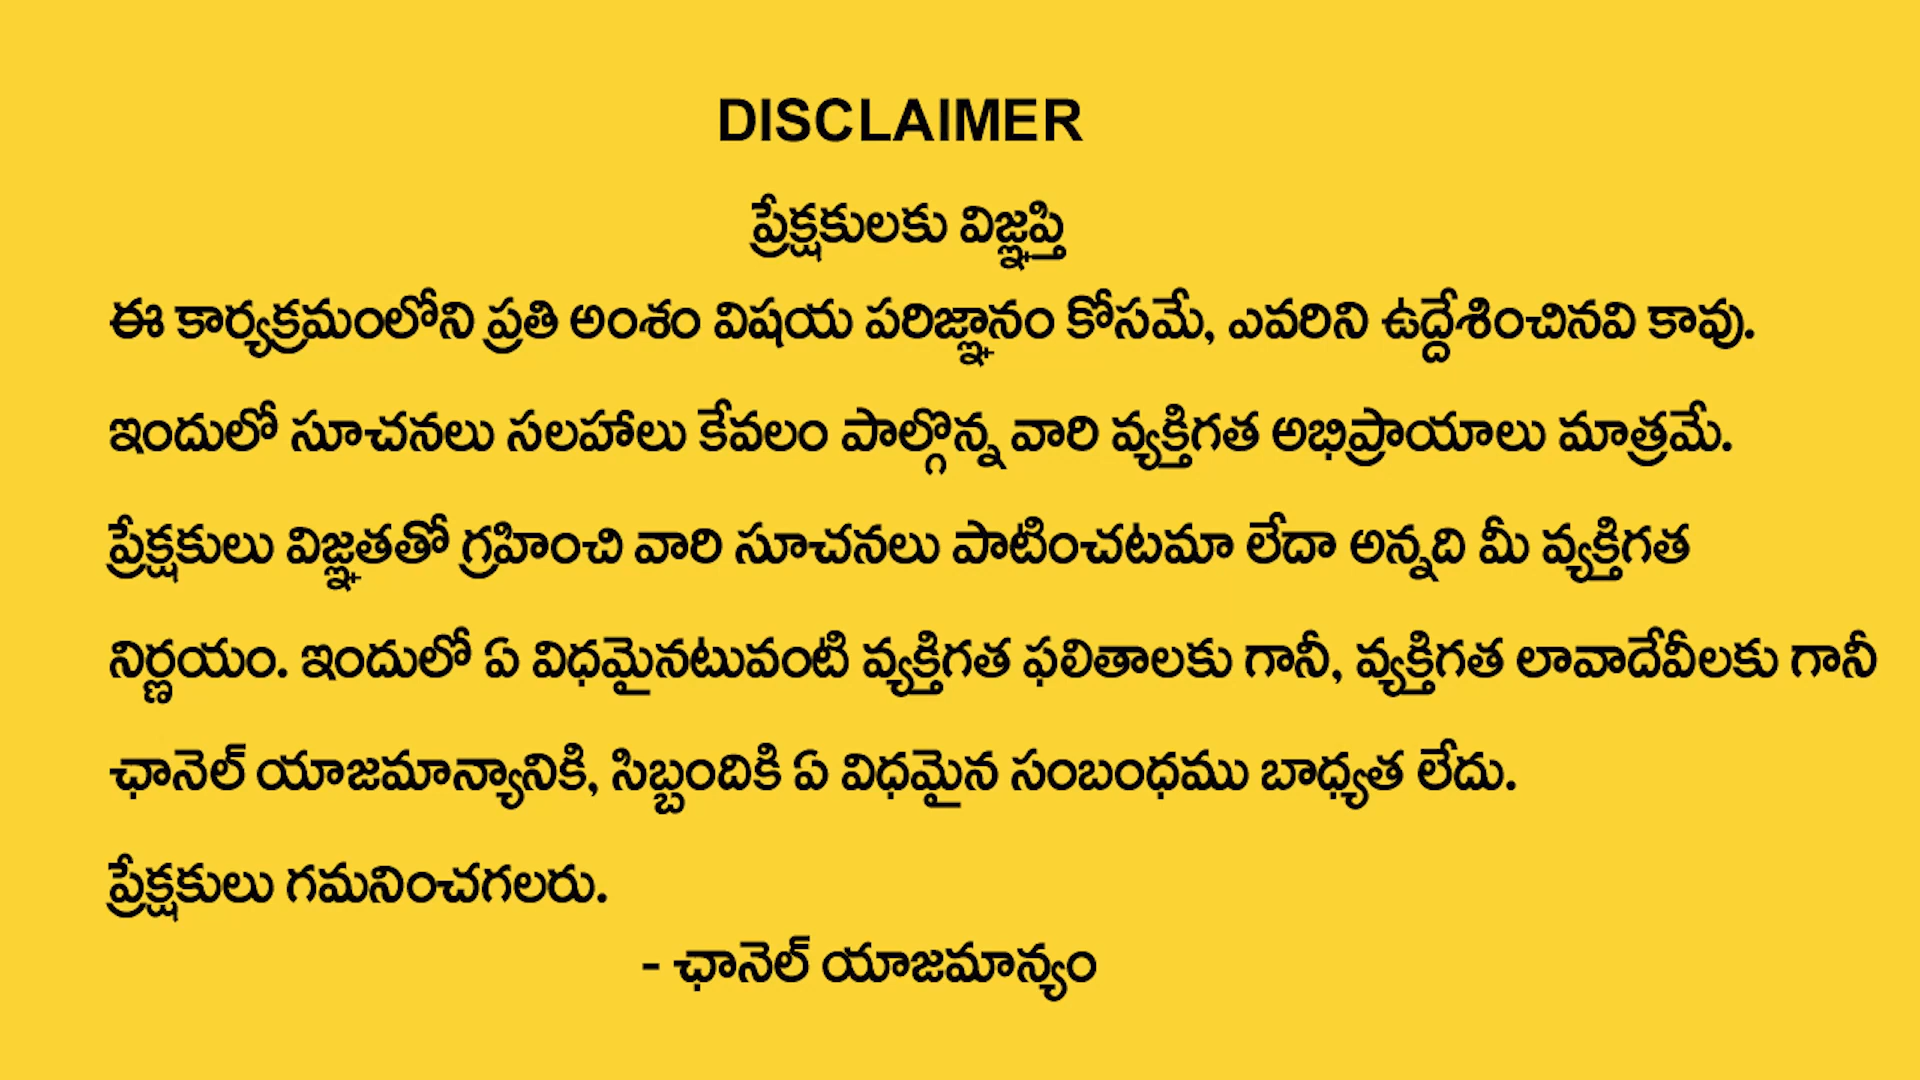 DISCLAIMER
ప్రేక్షకులకు విజ్ఞప్తి
ఈ కార్యక్రమంలోని ప్రతి అంశం విషయ పరిజ్ఞానం కోసమే, ఎవరిని ఉద్దేశించినవి కావు.
ఇందులో సూచనలు సలహాలు కేవలం పాల్గొన్న వారి వ్యక్తిగత అభిప్రాయాలు మాత్రమే.
ప్రేక్షకులు విజ్ఞతతో గ్రహించి వారి సూచనలు పాటించటమా లేదా అన్నది మీ వ్యక్తిగత
నిర్ణయం. ఇందులో ఏ విధమైనటువంటి వ్యక్తిగత ఫలితాలకు గానీ, వ్యక్తిగత లావాదేవీలకు గానీ
ఛానెల్ యాజమాన్యానికి, సిబ్బందికి ఏ విధమైన సంబంధము బాధ్యత లేదు.
ప్రేక్షకులు గమనించగలరు.
- ఛానెల్ యాజమాన్యం